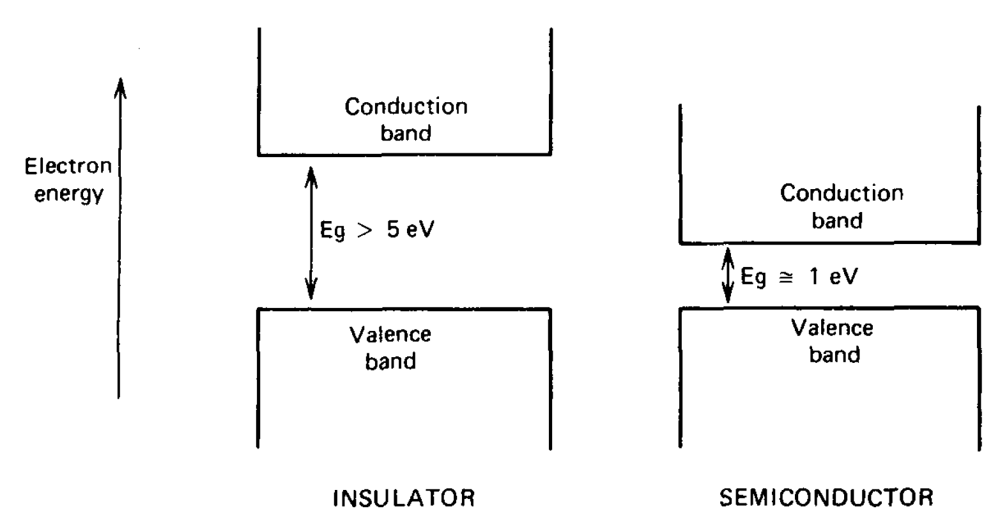 Electron
energy
Conduction
band
Eg > 5 eV
Valence
band
INSULATOR
Conduction
band
Eg ≅ 1 eV
Valence
band
SEMICONDUCTOR